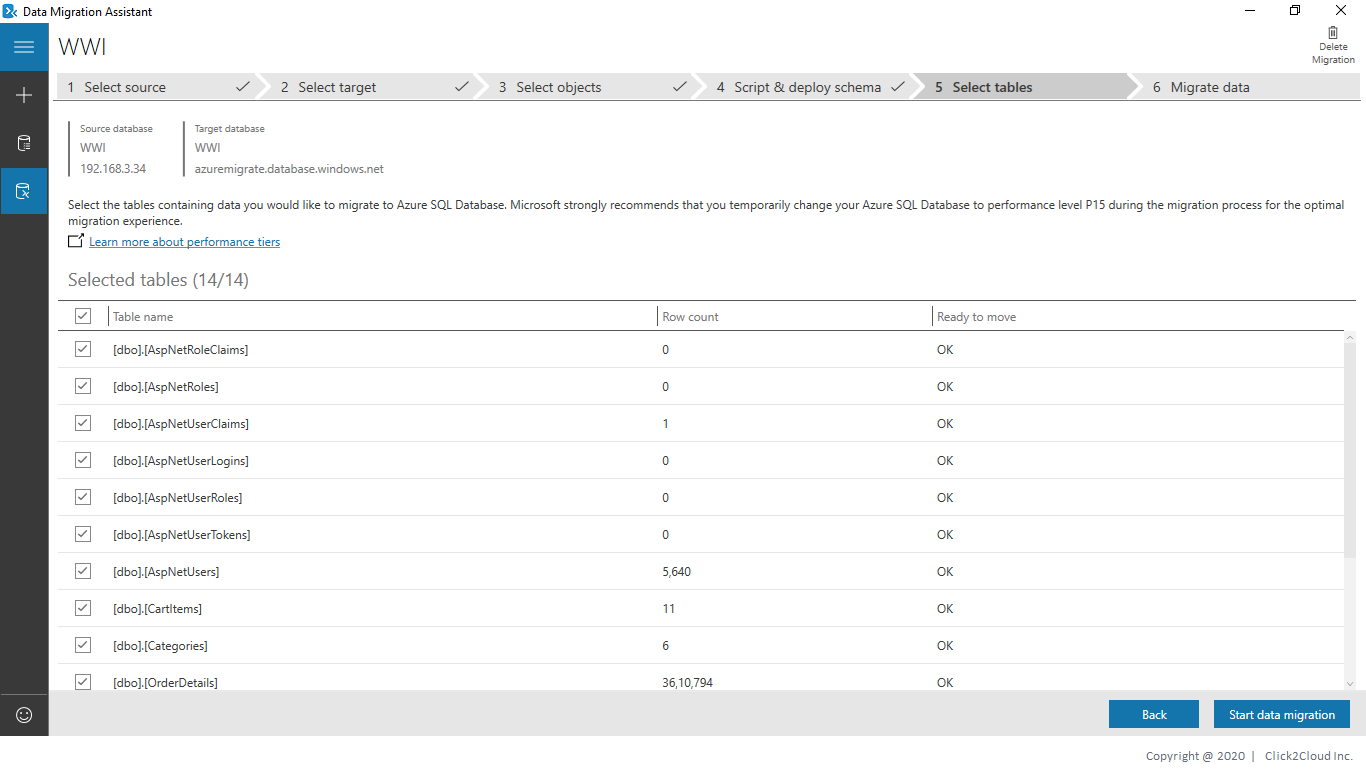 Data Migration Assistant
WWI
Delete
Migration
1 Select source
2 Select target
3 Select objects
4 Script & deploy schema
5 Select tables
6 Migrate data
Source database
WWI
192.168.3.34
Target database
WWI
azuremigrate.database.windows.net
Select the tables containing data you would like to migrate to Azure SQL Database. Microsoft strongly recommends that you temporarily change your Azure SQL Database to performance level P15 during the migration process for the optimal
migration experience.
Learn more about performance tiers
Selected tables (14/14)
Table name Row count Ready to move
[dbo].[AspNetRoleClaims] 0 OK
[dbo].[AspNetRoles] 0 OK
[dbo].[AspNetUserClaims] 1 OK
[dbo].[AspNetUserLogins] 0 OK
[dbo].[AspNetUserRoles] 0 OK
[dbo].[AspNetUserTokens] 0 OK
[dbo].[AspNetUsers] 5,640 OK
[dbo].[CartItems] 11 OK
[dbo].[Categories] 6 OK
[dbo].[OrderDetails] 36,10,794 OK
Back
Start data migration
Copyright @ 2020 | Click2Cloud Inc.